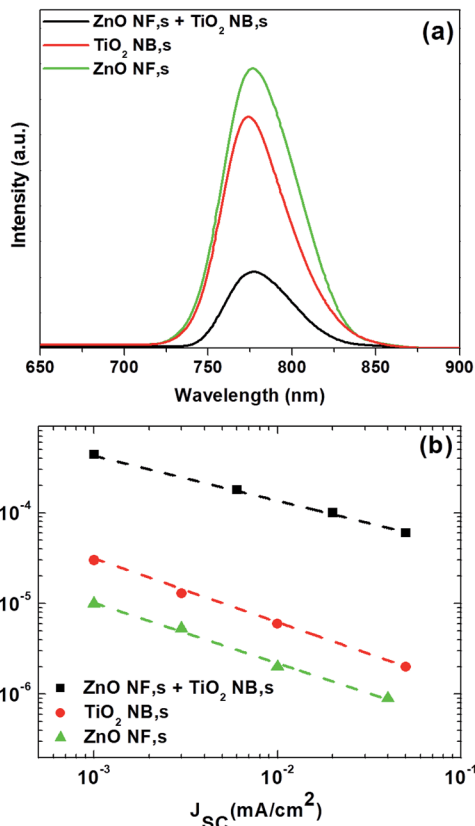 ZnO NF,s + TiO₂ NB,s
TiO₂ NB,s
ZnO NF,s
(a)
Intensity (a.u.)
650 700 750 800 850 900
Wavelength (nm)
(b)
10⁻⁴
10⁻⁵
10⁻⁶
ZnO NF,s + TiO₂ NB,s
TiO₂ NB,s
ZnO NF,s
10⁻³ 10⁻² 10⁻¹
J_SC(mA/cm²)